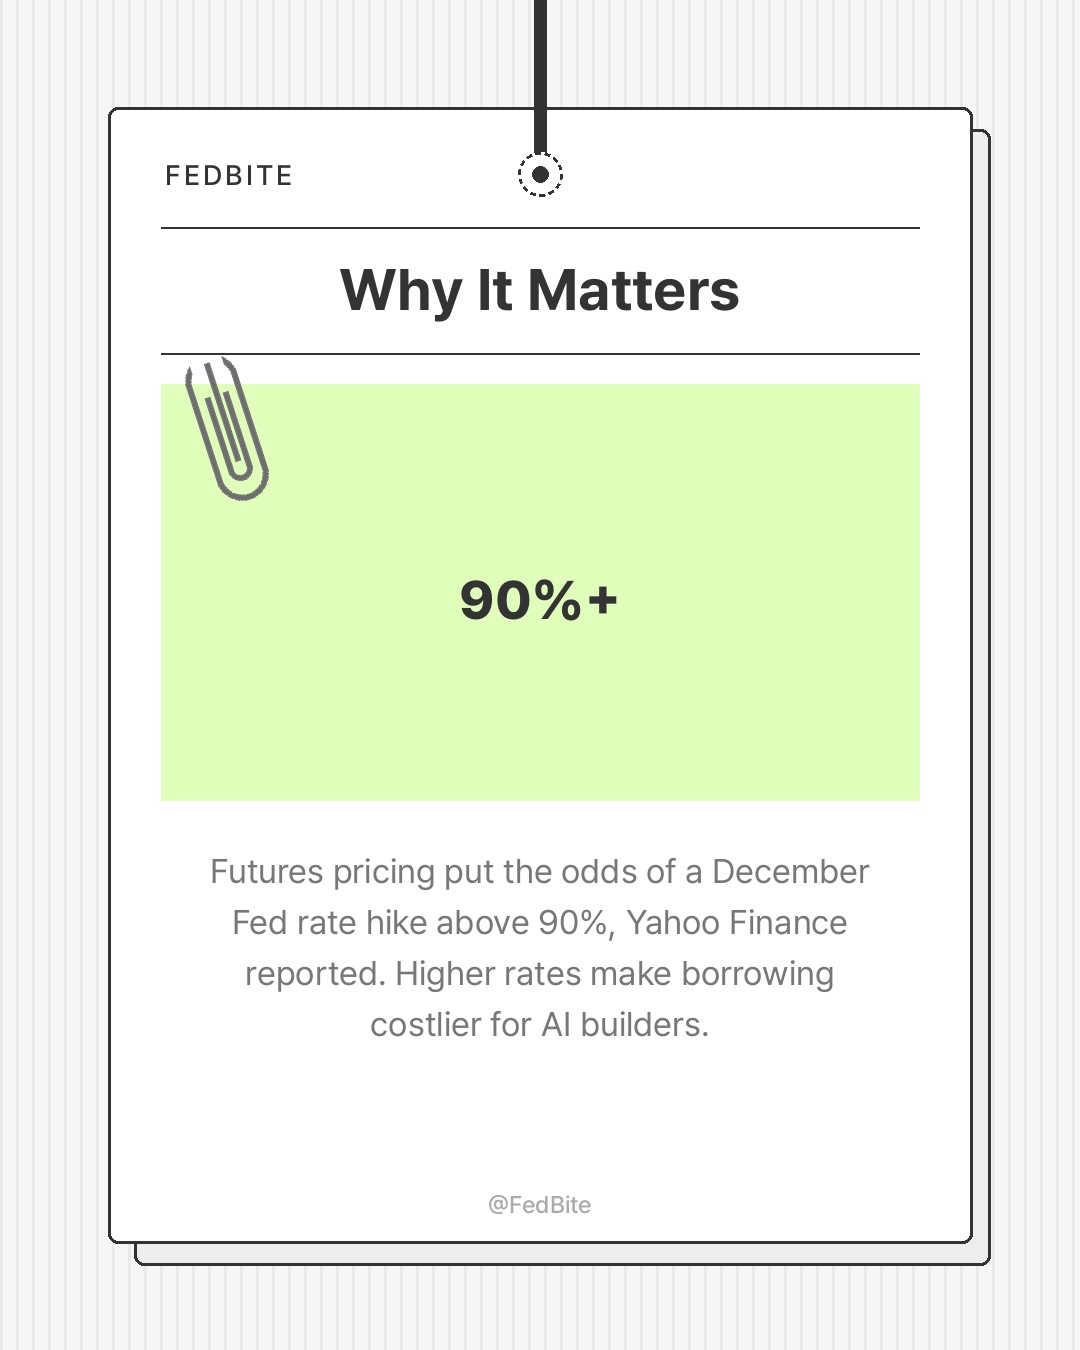 FEDBITE
Why It Matters
90%+
Futures pricing put the odds of a December
Fed rate hike above 90%, Yahoo Finance
reported. Higher rates make borrowing
costlier for AI builders.
@FedBite